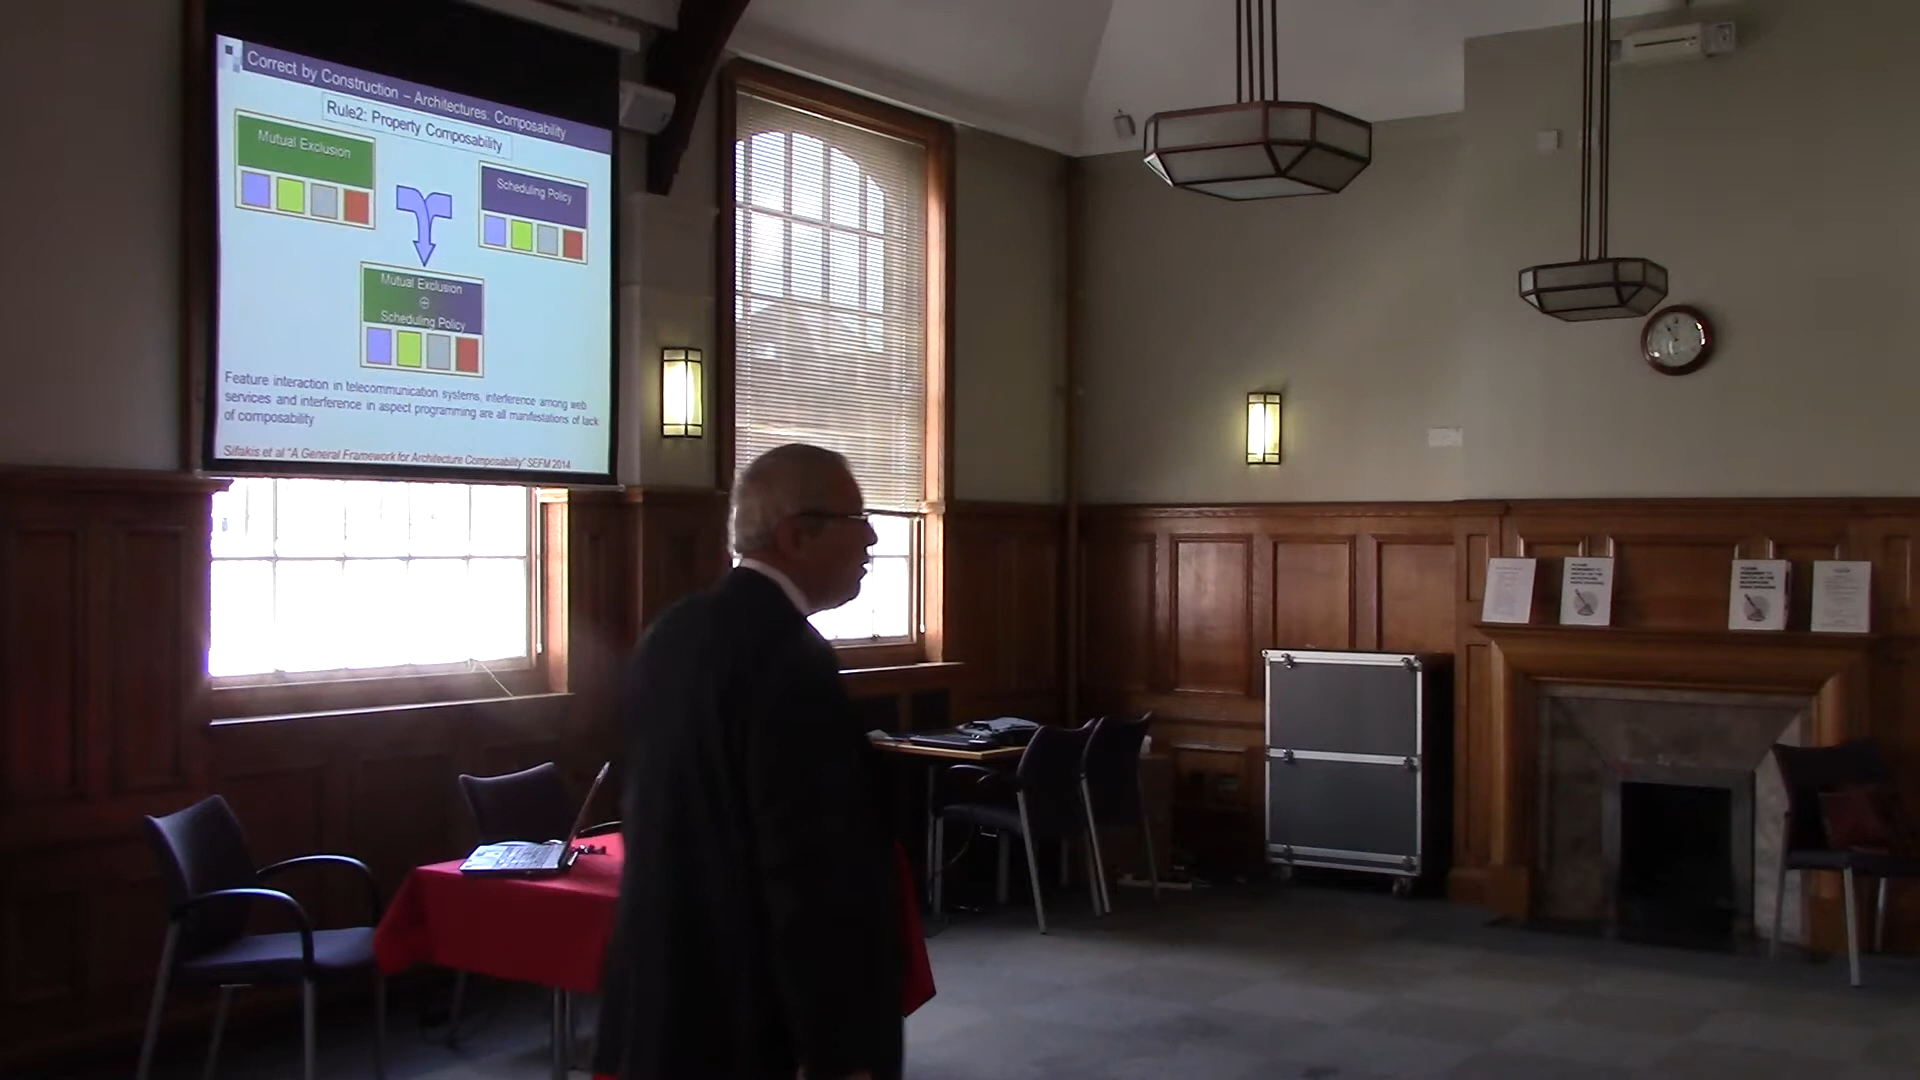 Correct by Construction – Architectures: Composability
Rule2: Property Composability
Mutual Exclusion
Scheduling Policy
Mutual Exclusion
⊕
Scheduling Policy
Feature interaction in telecommunication systems, interference among web
services and interference in aspect programming are all manifestations of lack
of composability
Sifakis et al "A General Framework for Architecture Composability" SEFM 2014